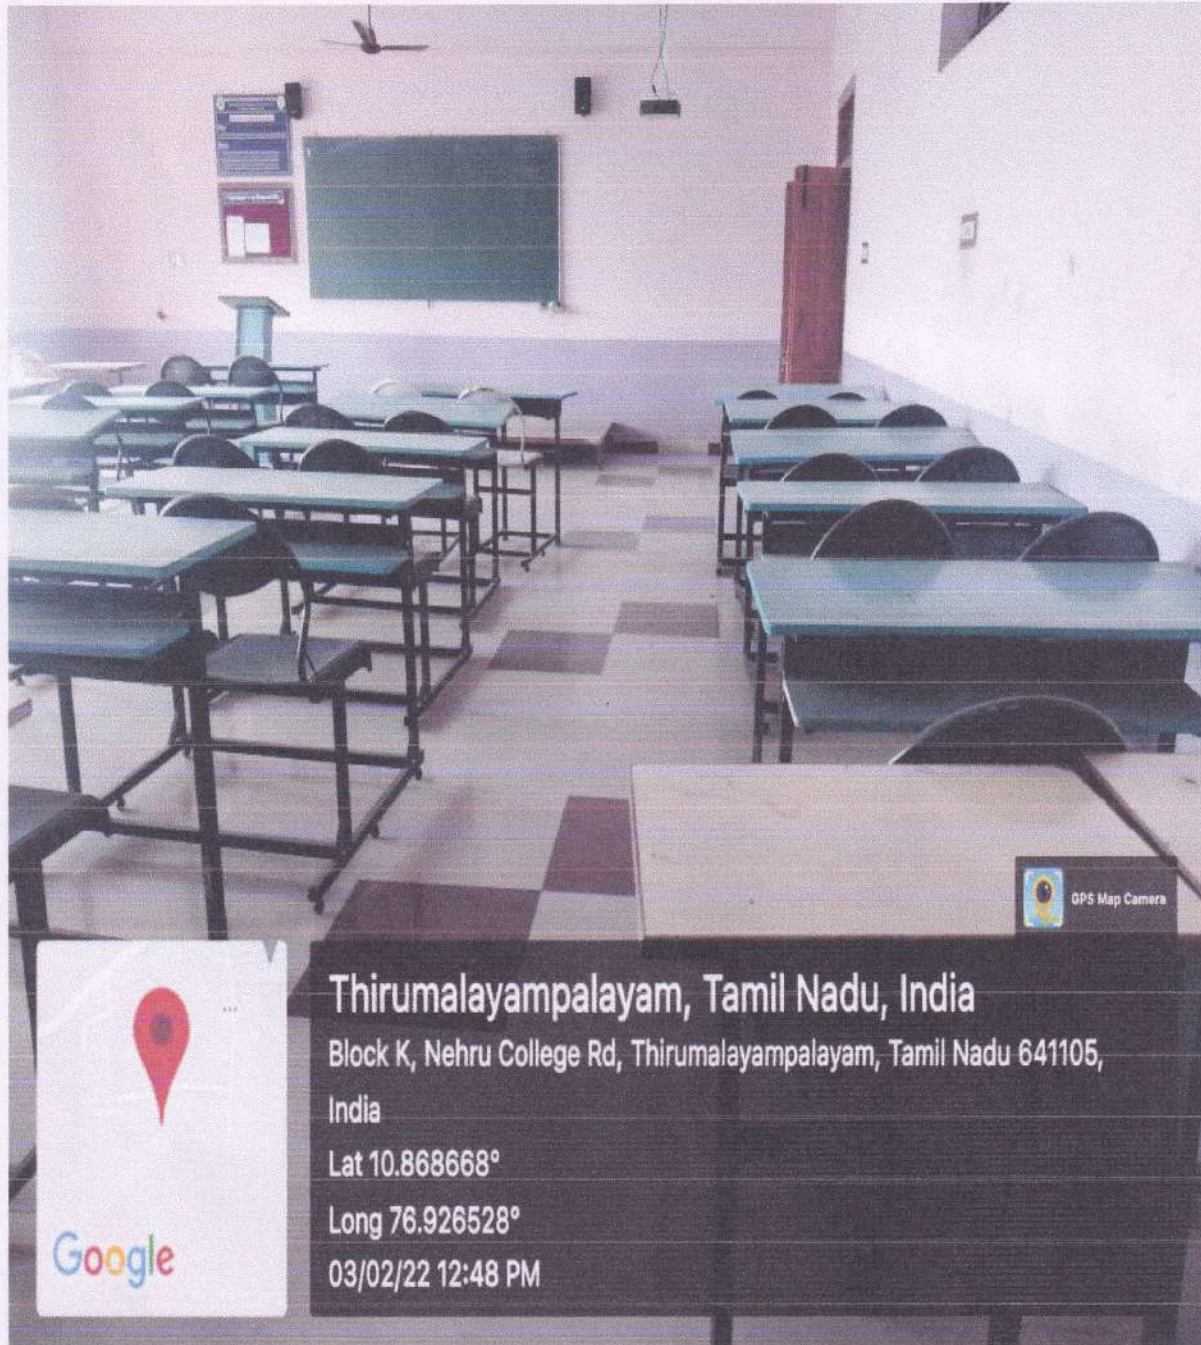 GPS Map Camera
Thirumalayampalayam, Tamil Nadu, India
Block K, Nehru College Rd, Thirumalayampalayam, Tamil Nadu 641105,
India
Lat 10.868668°
Long 76.926528°
03/02/22 12:48 PM
Google